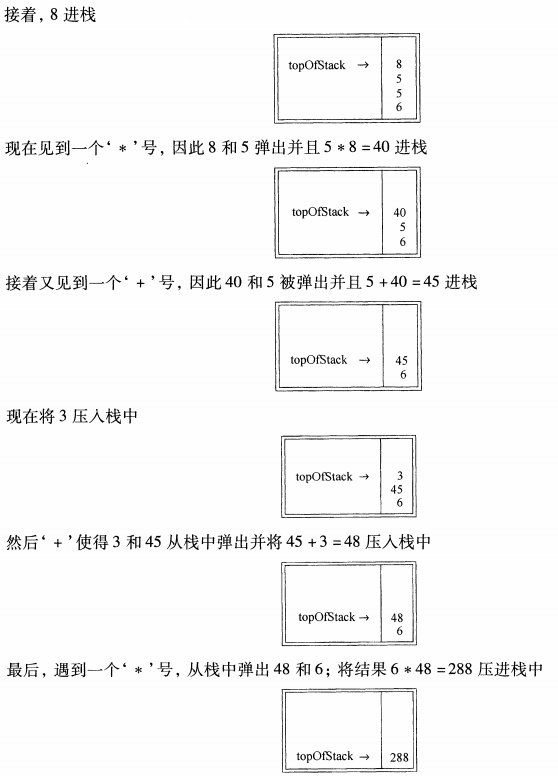 接着，8 进栈
topOfStack → 8
5
5
6
现在见到一个‘ * ’号，因此 8 和 5 弹出并且 5 * 8 = 40 进栈
topOfStack → 40
5
6
接着又见到一个‘ + ’号，因此 40 和 5 被弹出并且 5 + 40 = 45 进栈
topOfStack → 45
6
现在将 3 压入栈中
topOfStack → 3
45
6
然后‘ + ’使得 3 和 45 从栈中弹出并将 45 + 3 = 48 压入栈中
topOfStack → 48
6
最后，遇到一个‘ * ’号，从栈中弹出 48 和 6；将结果 6 * 48 = 288 压进栈中
topOfStack → 288